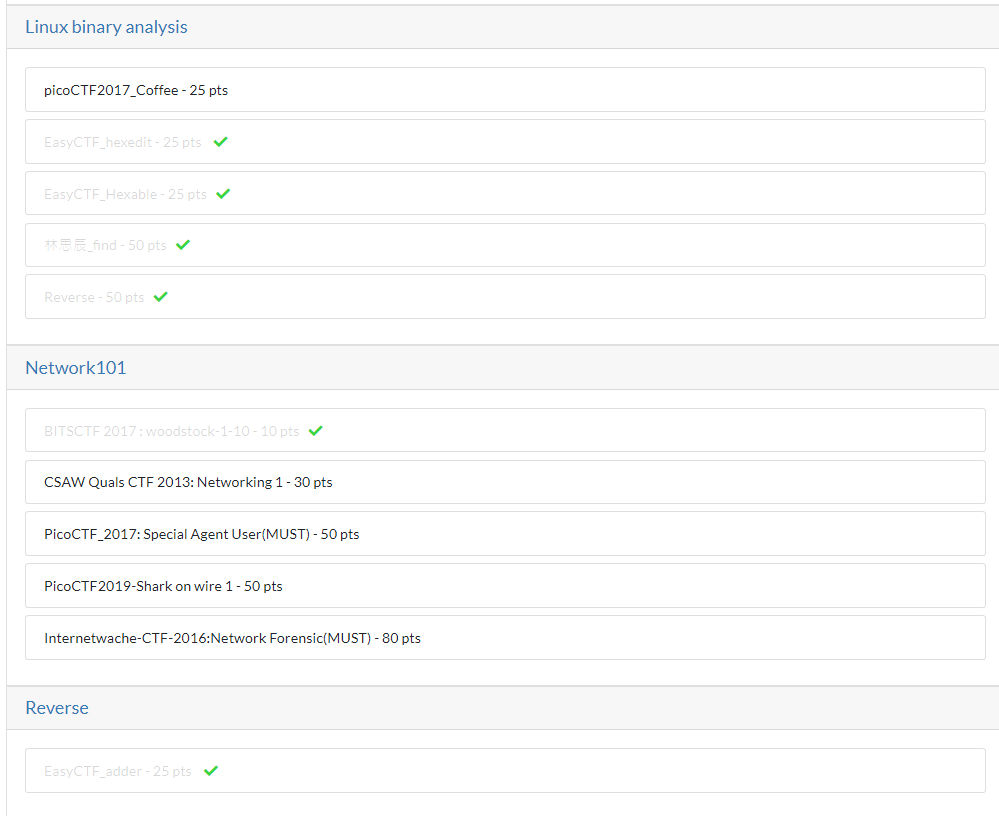 Linux binary analysis
picoCTF2017_Coffee - 25 pts
EasyCTF_hexedit - 25 pts
EasyCTF_Hexable - 25 pts
林恩辰_find - 50 pts
Reverse - 50 pts
Network101
BITSCTF 2017 : woodstock-1-10 - 10 pts
CSAW Quals CTF 2013: Networking 1 - 30 pts
PicoCTF_2017: Special Agent User(MUST) - 50 pts
PicoCTF2019-Shark on wire 1 - 50 pts
Internetwache-CTF-2016:Network Forensic(MUST) - 80 pts
Reverse
EasyCTF_adder - 25 pts